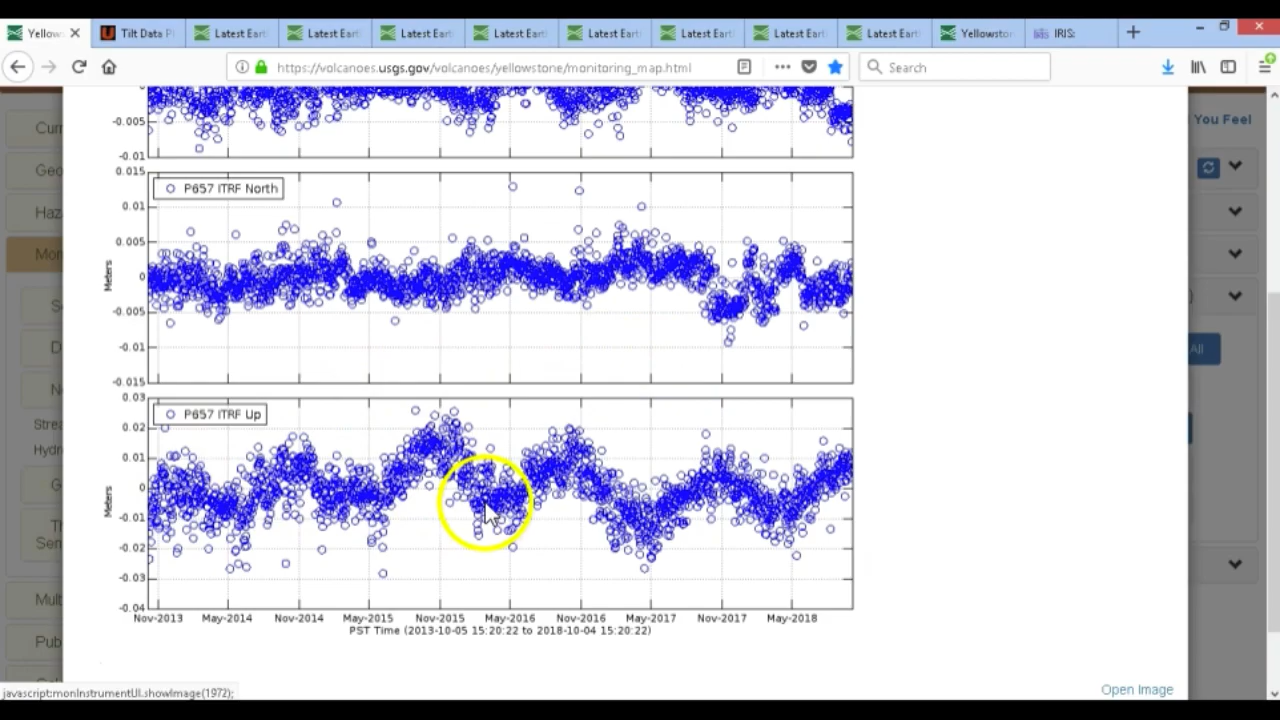 Yellow
Tilt Data P
Latest Eart
Latest Eart
Latest Eart
Latest Eart
Latest Eart
Latest Eart
Latest Eart
Latest Eart
Yellowsto
IRIS:
https://volcanoes.usgs.gov/volcanoes/yellowstone/monitoring_map.html
Search
You Feel
Cur
Geo
Haz
Mon
S
D
N
Strea
Hydr
G
Th
Sen
Mult
Pub
All
0
-0.005
-0.01
0.015
P657 ITRF North
0.01
0.005
0
-0.005
-0.01
-0.015
Meters
0.03
P657 ITRF Up
0.02
0.01
0
-0.01
-0.02
-0.03
-0.04
Meters
Nov-2013 May-2014 Nov-2014 May-2015 Nov-2015 May-2016 Nov-2016 May-2017 Nov-2017 May-2018
PST Time (2013-10-05 15:20:22 to 2018-10-04 15:20:22)
Open Image
javascript:monInstrumentUI.showImage(1972);